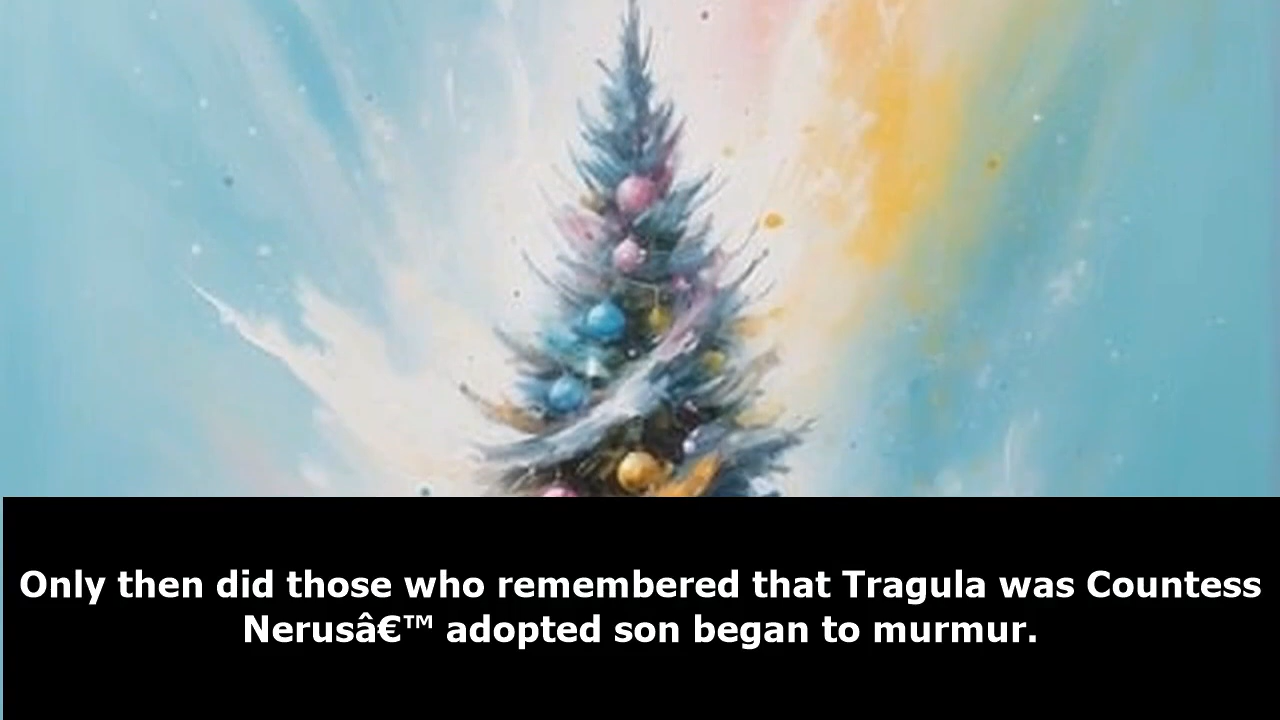 Only then did those who remembered that Tragula was Countess
Nerusâ€™ adopted son began to murmur.